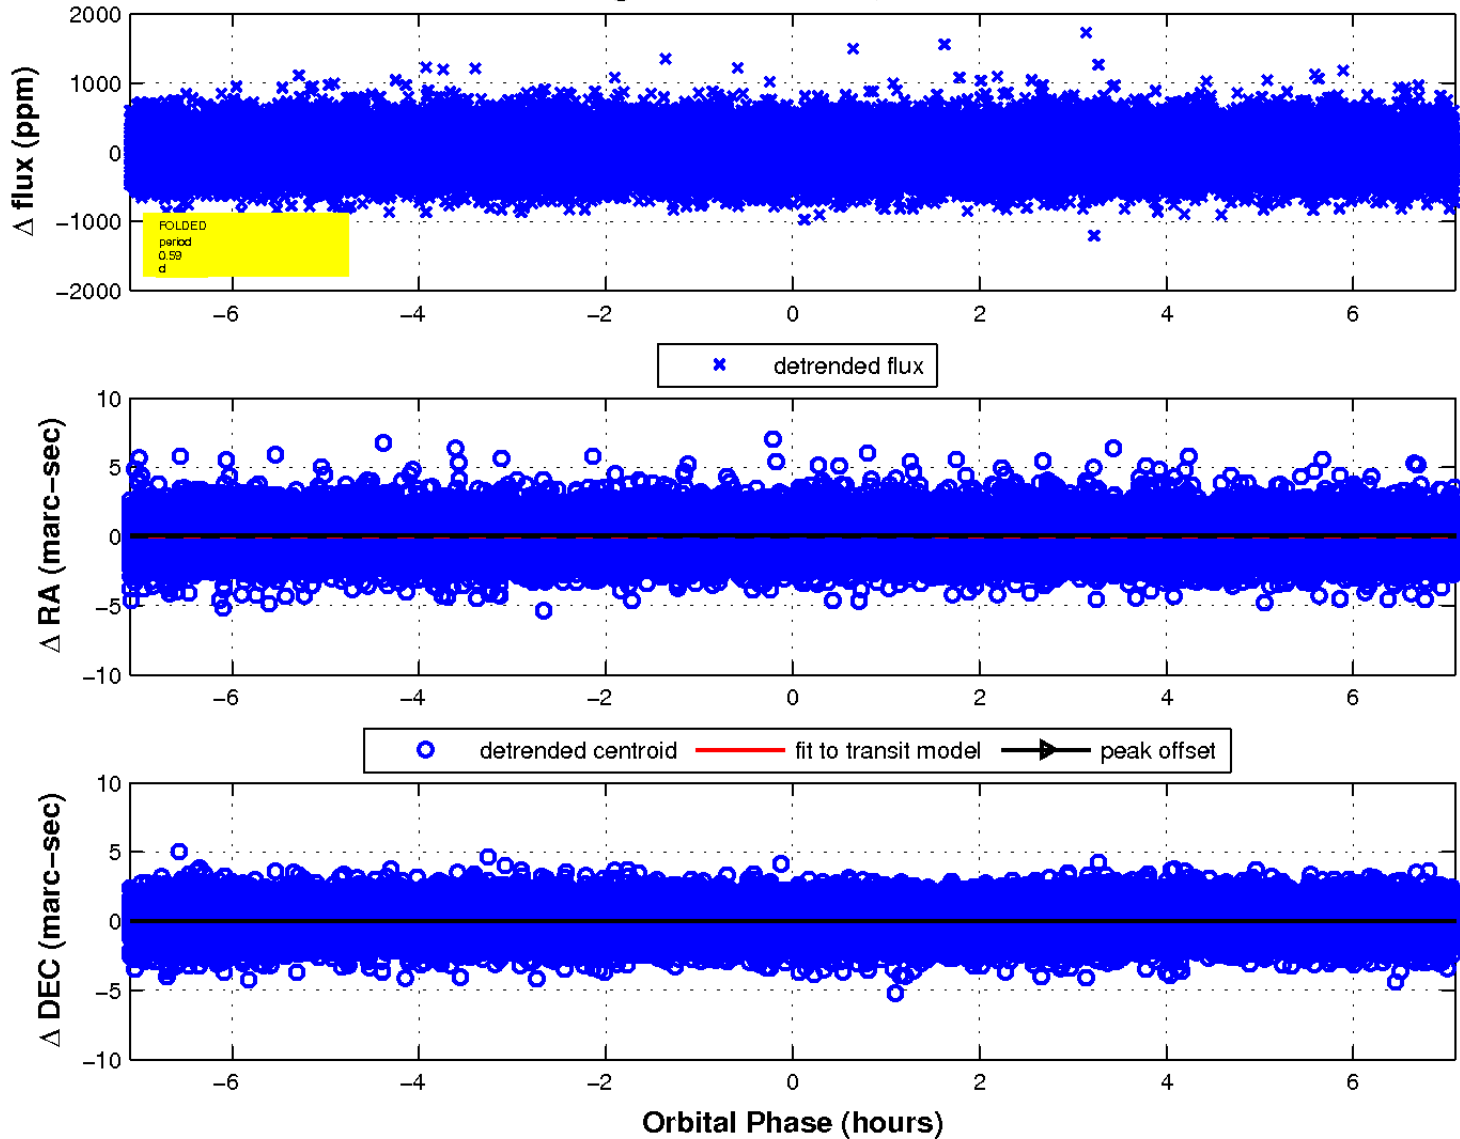 2000
1000
0
−1000
−2000
Δ flux (ppm)
FOLDED
period
0.59
d
−6 −4 −2 0 2 4 6
detrended flux
10
5
0
−5
−10
Δ RA (marc−sec)
−6 −4 −2 0 2 4 6
detrended centroid fit to transit model peak offset
10
5
0
−5
−10
Δ DEC (marc−sec)
−6 −4 −2 0 2 4 6
Orbital Phase (hours)